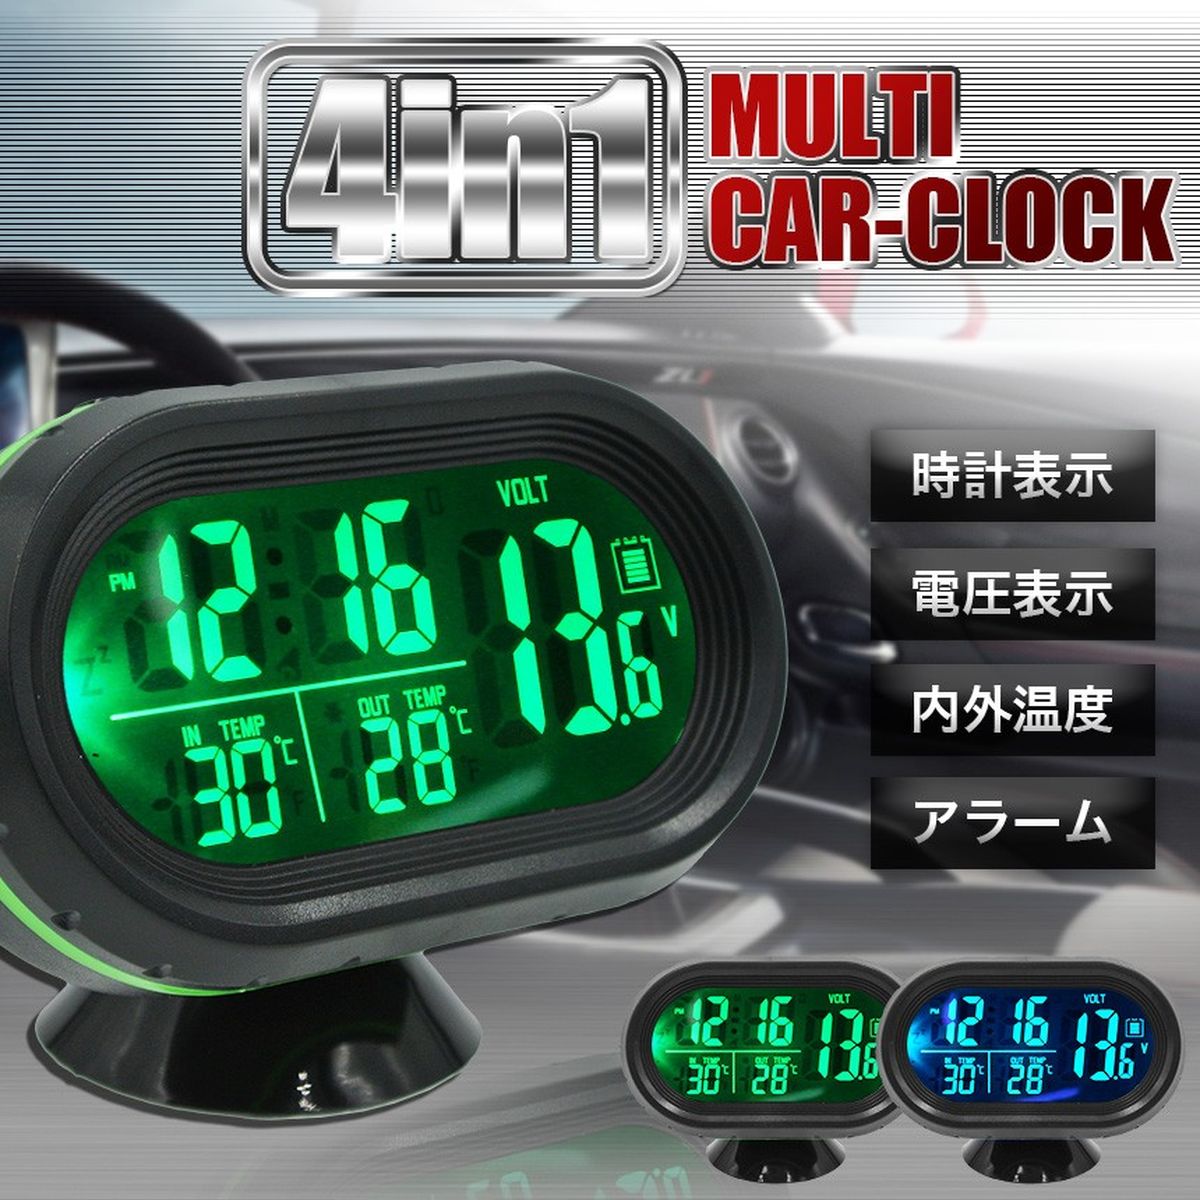 4in1
MULTI
CAR-CLOCK
時計表示
電圧表示
内外温度
アラーム
VOLT
PM 12 16
13.6 V
IN TEMP
30 °C
OUT TEMP
28 °C
VOLT
PM 12 16
13.6
IN TEMP
30 °C
OUT TEMP
28 °C
VOLT
PM 12 16
13.6 V
IN TEMP
30 °C
OUT TEMP
28 °C